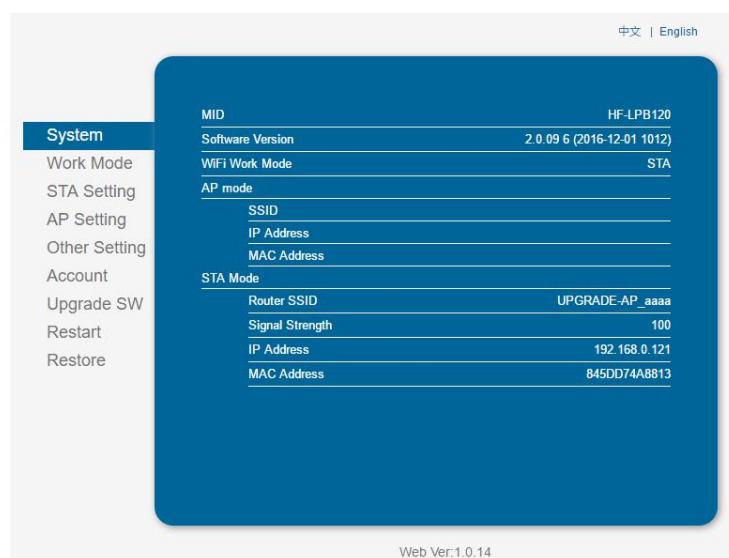 中文 | English
System
Work Mode
STA Setting
AP Setting
Other Setting
Account
Upgrade SW
Restart
Restore
MID HF-LPB120
Software Version 2.0.09 6 (2016-12-01 1012)
WiFi Work Mode STA
AP mode
SSID
IP Address
MAC Address
STA Mode
Router SSID UPGRADE-AP_aaaa
Signal Strength 100
IP Address 192.168.0.121
MAC Address 845DD74A8813
Web Ver:1.0.14